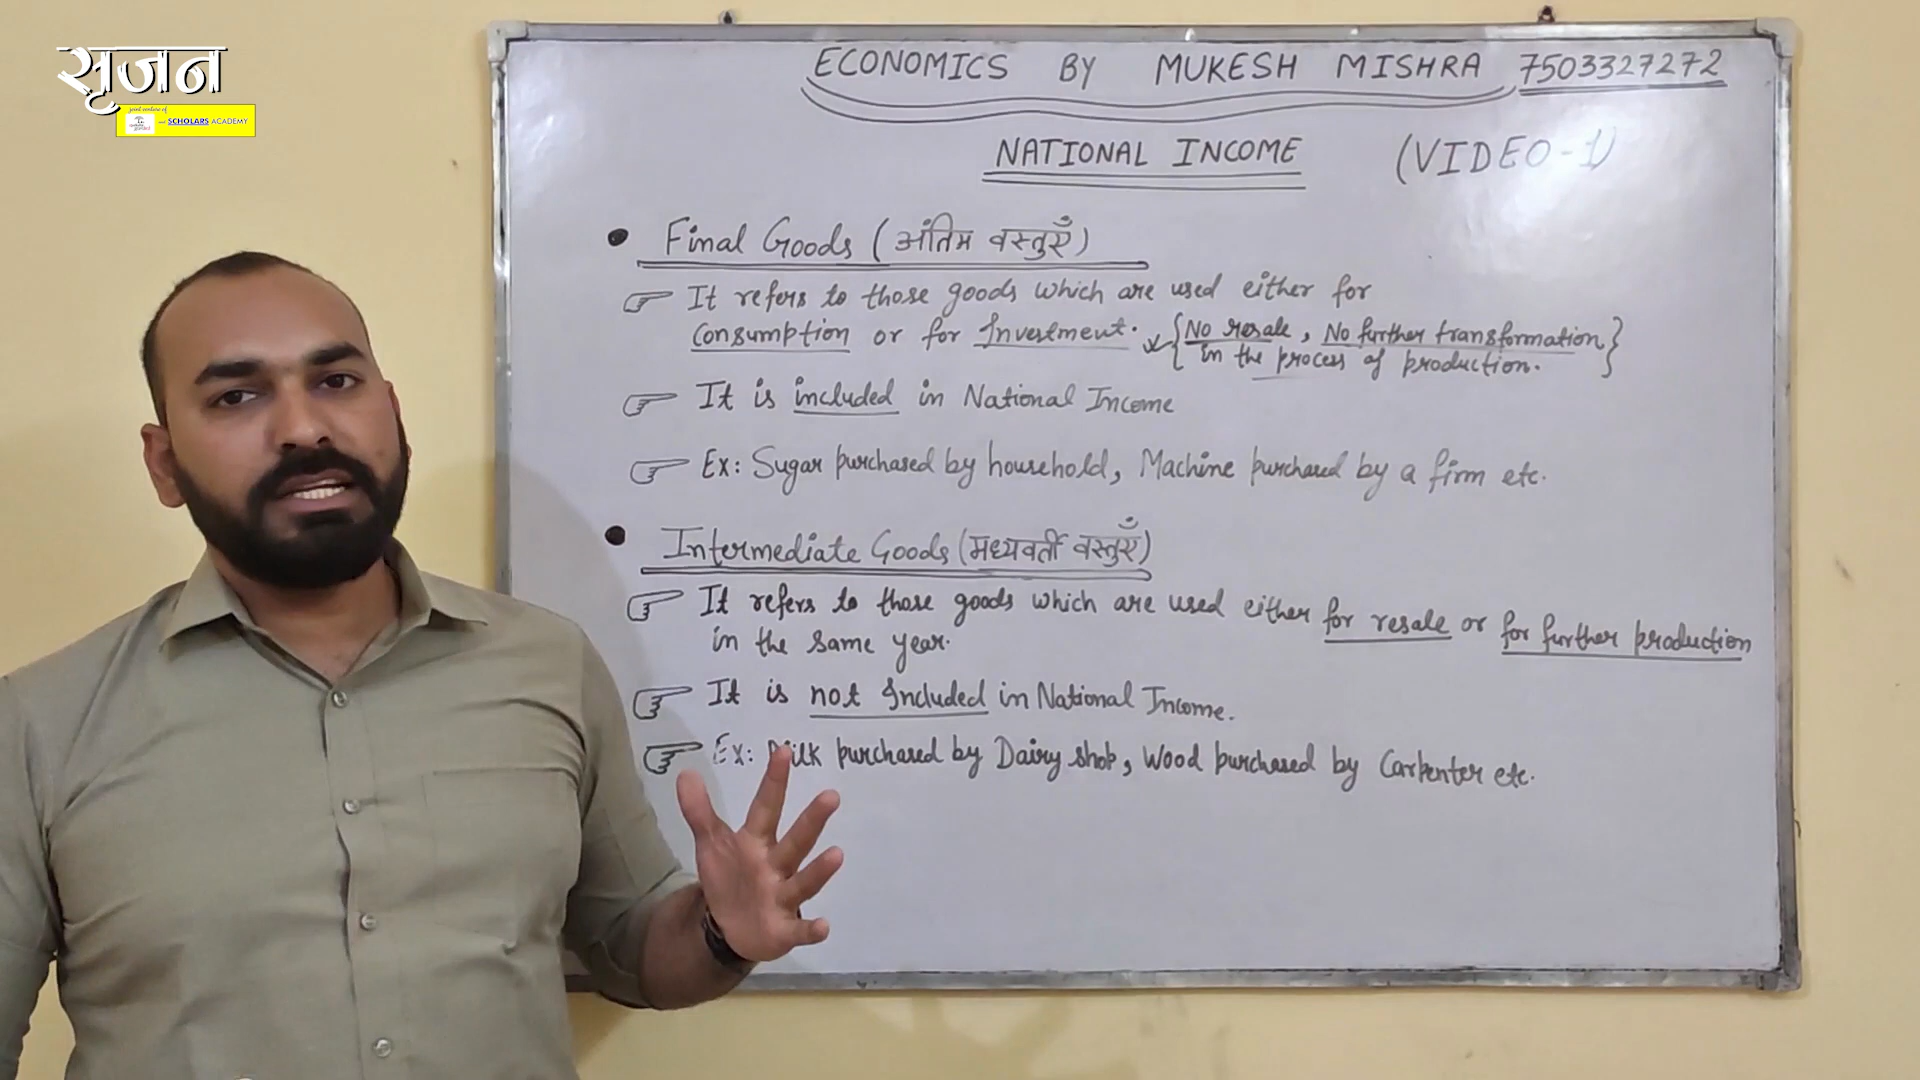 सृजन
joint venture of
and SCHOLARS ACADEMY
ECONOMICS BY MUKESH MISHRA 7503327272
NATIONAL INCOME (VIDEO-1)
• Final Goods (अंतिम वस्तुएँ)
It refers to those goods which are used either for
consumption or for Investment. {No resale, No further transformation
in the process of production.}
It is included in National Income
Ex: Sugar purchased by household, Machine purchased by a firm etc.
• Intermediate Goods (मध्यवर्ती वस्तुएँ)
It refers to those goods which are used either for resale or for further production
in the same year.
It is not Included in National Income.
Ex: Milk purchased by Dairy shop, Wood purchased by Carpenter etc.